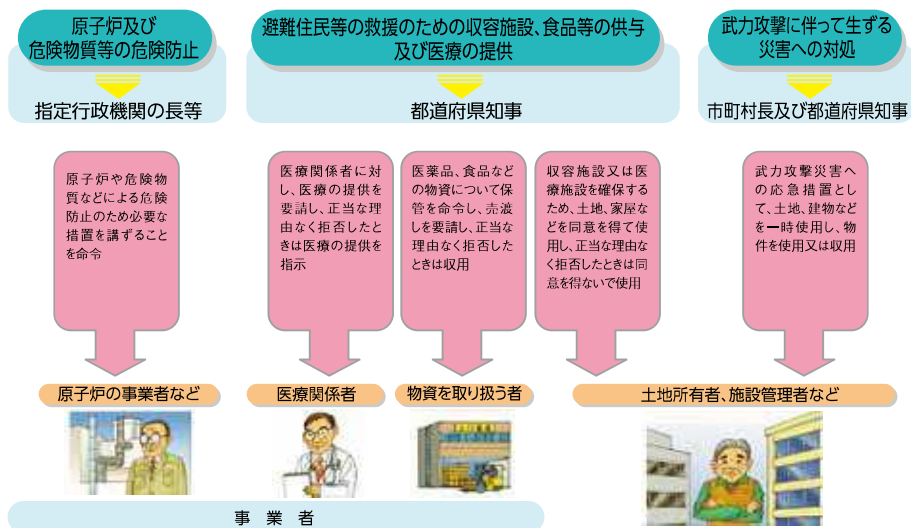 原子炉及び
危険物質等の危険防止
指定行政機関の長等
避難住民等の救援のための収容施設、食品等の供与
及び医療の提供
都道府県知事
武力攻撃に伴って生ずる
災害への対処
市町村長及び都道府県知事
原子炉や危険物
質などによる危険
防止のため必要な
措置を講ずること
を命令
医療関係者に対
し、医療の提供を
要請し、正当な理
由なく拒否したと
きは医療の提供を
指示
医薬品、食品など
の物資について保
管を命令し、売渡
しを要請し、正当な
理由なく拒否した
ときは収用
収容施設又は医
療施設を確保する
ため、土地、家屋な
どを同意を得て使
用し、正当な理由な
く拒否したときは同
意を得ないで使用
武力攻撃災害へ
の応急措置とし
て、土地、建物など
を一時使用し、物
件を使用又は収用
原子炉の事業者など
医療関係者
物資を取り扱う者
土地所有者、施設管理者など
事業者